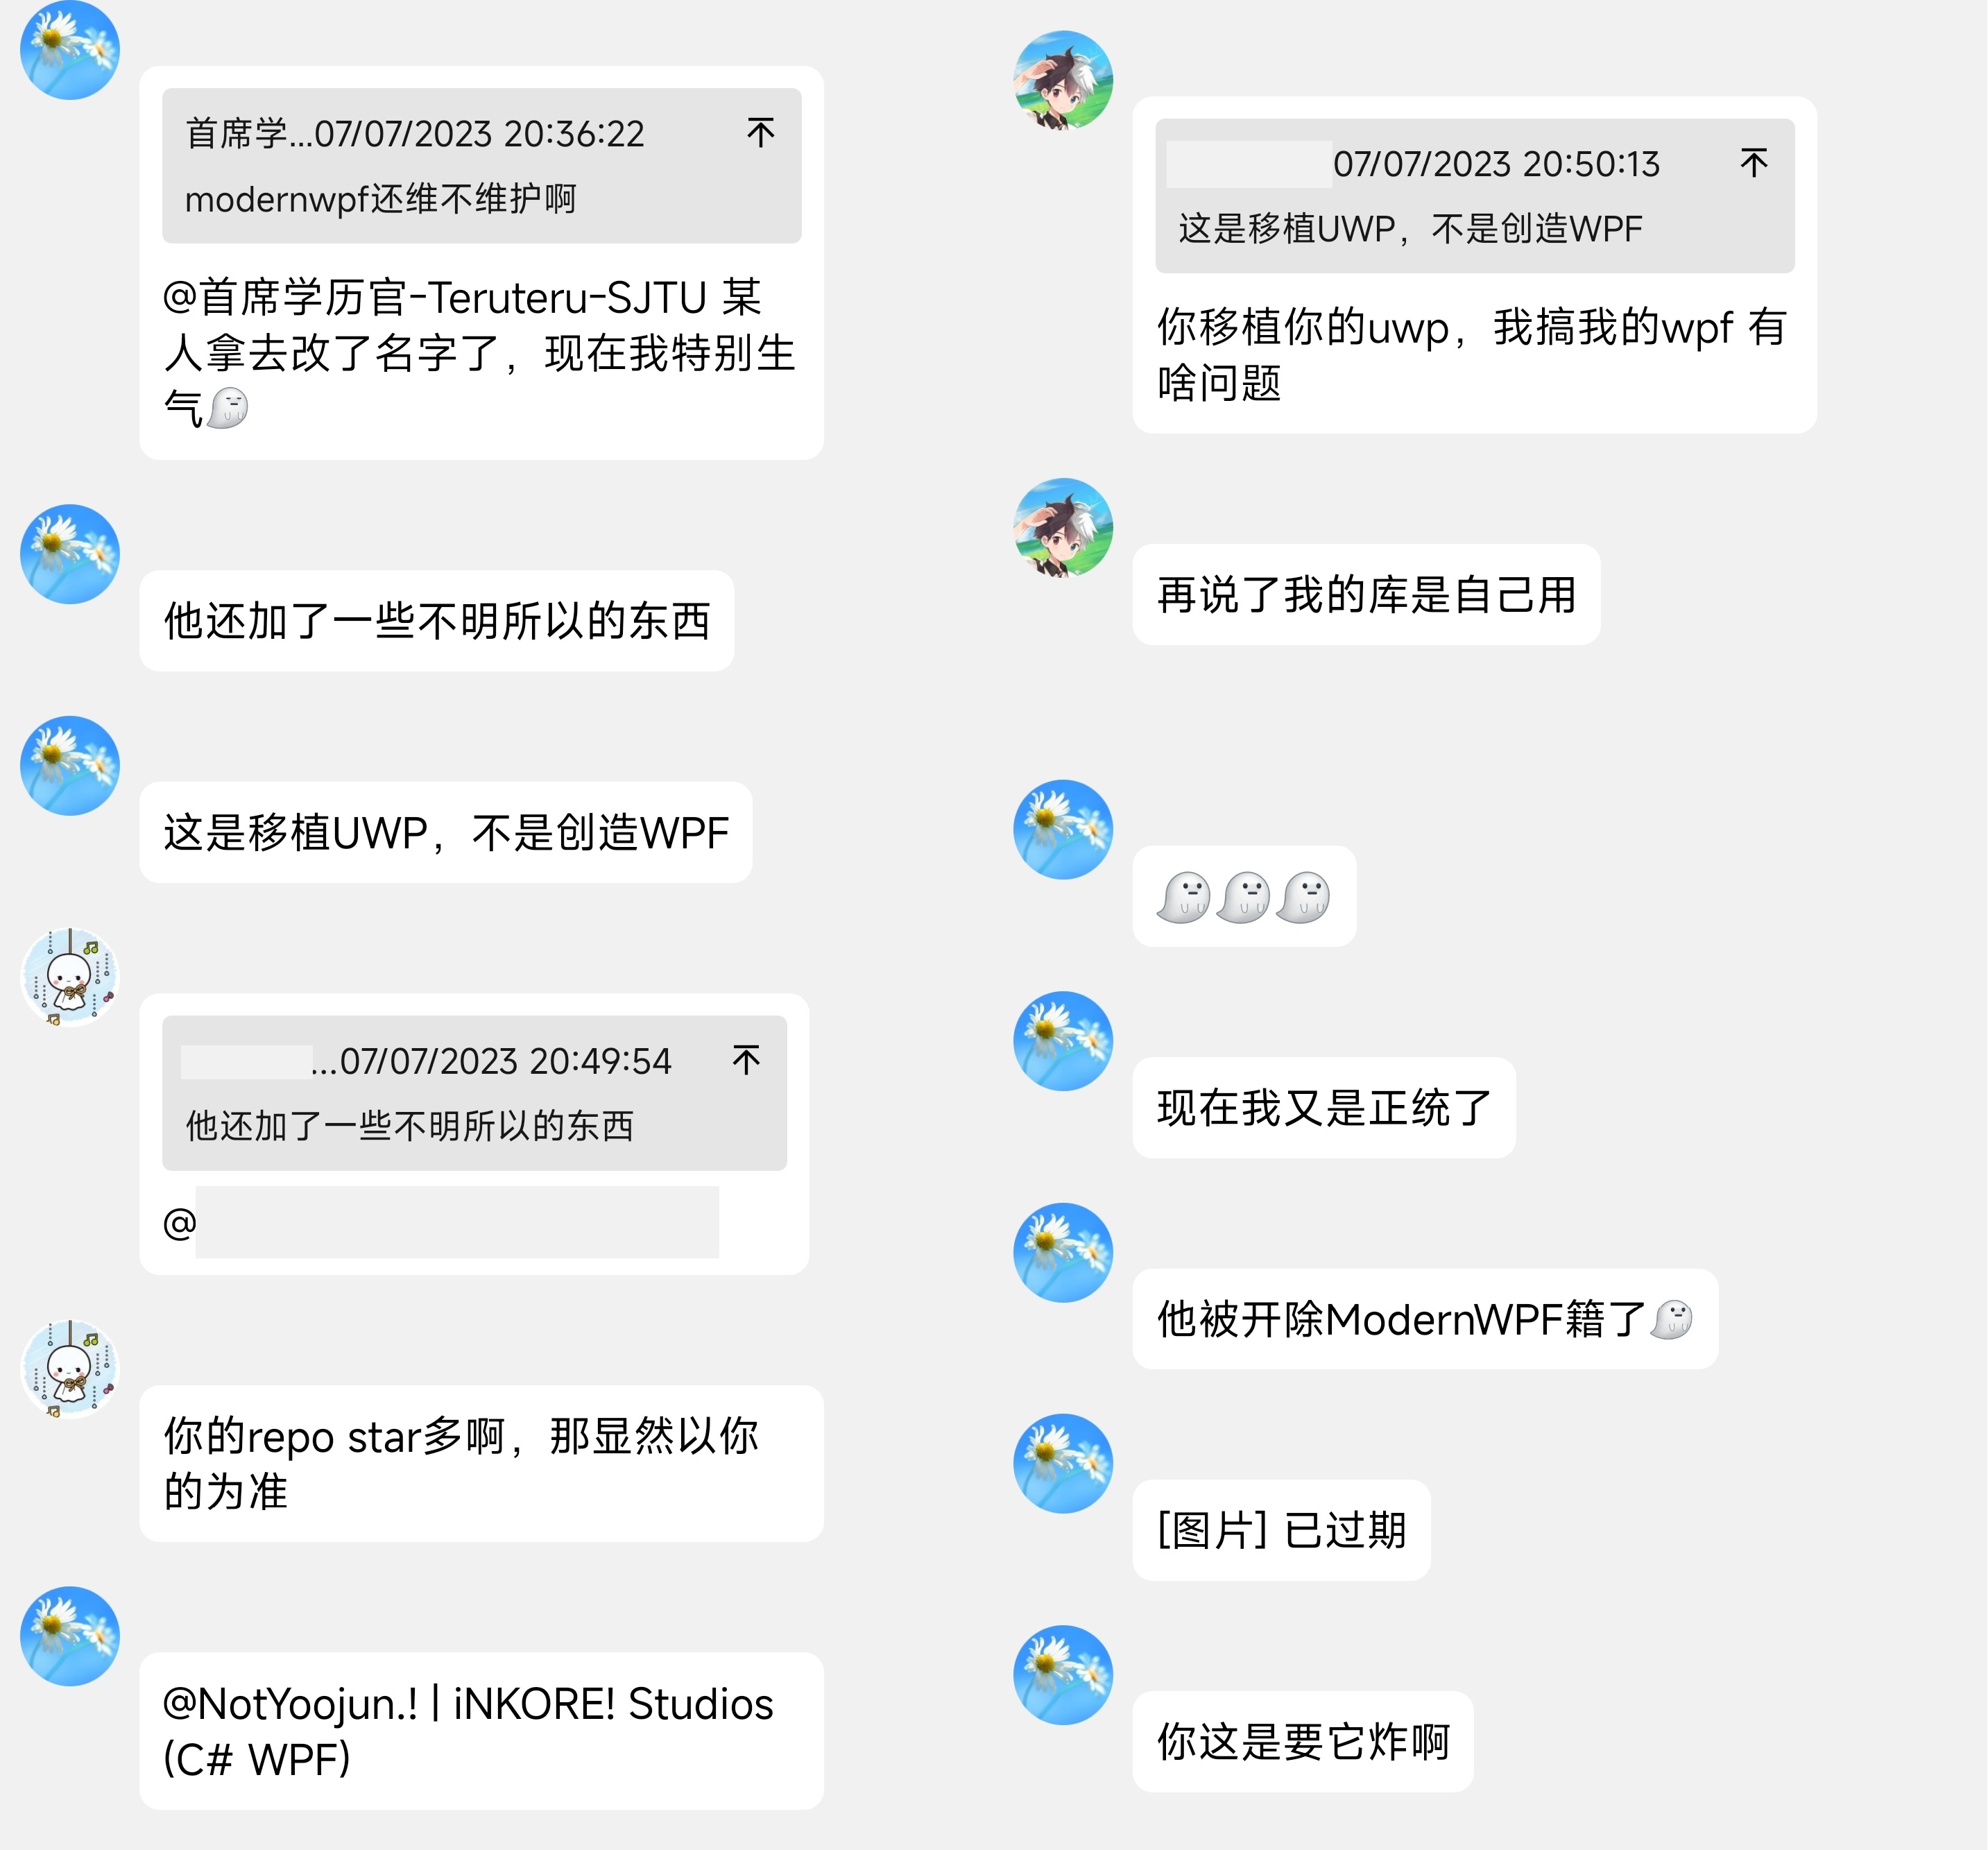 首席学...07/07/2023 20:36:22
modernwpf还维不维护啊
@首席学历官-Teruteru-SJTU 某
人拿去改了名字了，现在我特别生
气
他还加了一些不明所以的东西
这是移植UWP，不是创造WPF
...07/07/2023 20:49:54
他还加了一些不明所以的东西
@
你的repo star多啊，那显然以你
的为准
@NotYoojun.! | iNKORE! Studios
(C# WPF)
07/07/2023 20:50:13
这是移植UWP，不是创造WPF
你移植你的uwp，我搞我的wpf 有
啥问题
再说了我的库是自己用
现在我又是正统了
他被开除ModernWPF籍了
[图片] 已过期
你这是要它炸啊